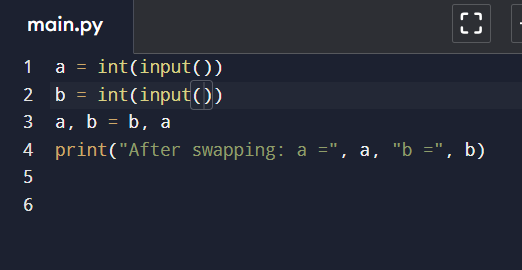 main.py
1 a = int(input())
2 b = int(input())
3 a, b = b, a
4 print("After swapping: a =", a, "b =", b)
5
6